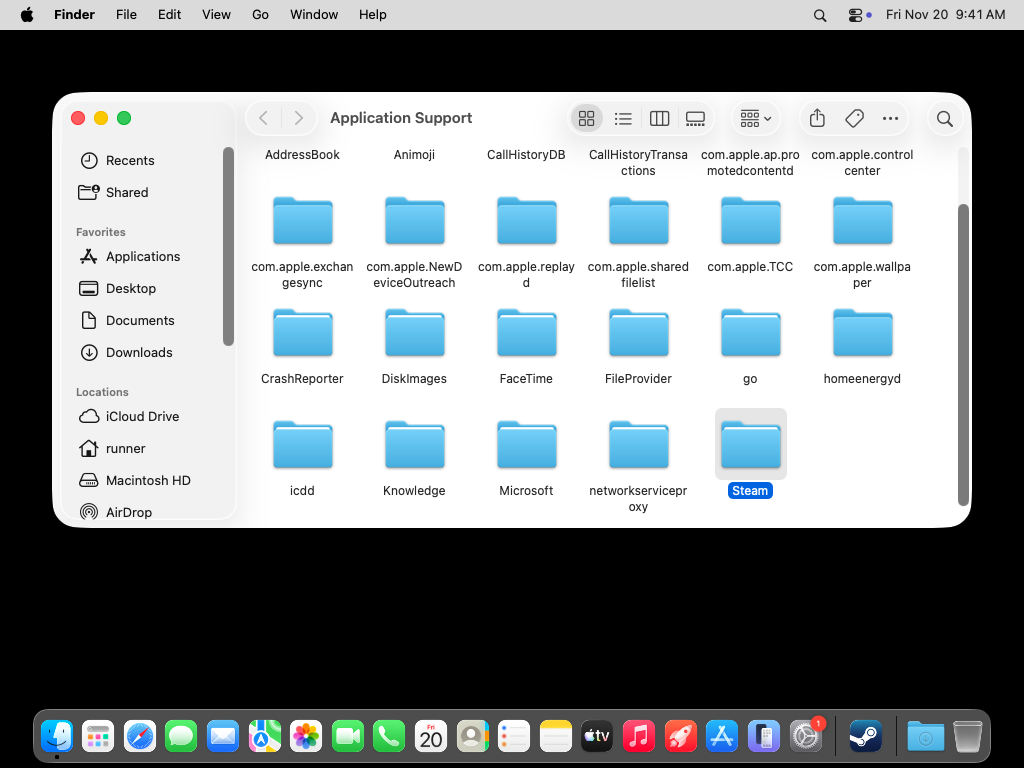 Finder File Edit View Go Window Help Fri Nov 20 9:41 AM
Application Support
Recents
Shared
Favorites
Applications
Desktop
Documents
Downloads
Locations
iCloud Drive
runner
Macintosh HD
AirDrop
AddressBook Animoji CallHistoryDB CallHistoryTransa com.apple.ap.pro com.apple.control
ctions motedcontentd center
com.apple.exchan com.apple.NewD com.apple.replay com.apple.shared com.apple.TCC com.apple.wallpa
gesync eviceOutreach d filelist per
CrashReporter DiskImages FaceTime FileProvider go homeenergyd
icdd Knowledge Microsoft networkservicepr Steam
oxy
Fri
20
tv
1